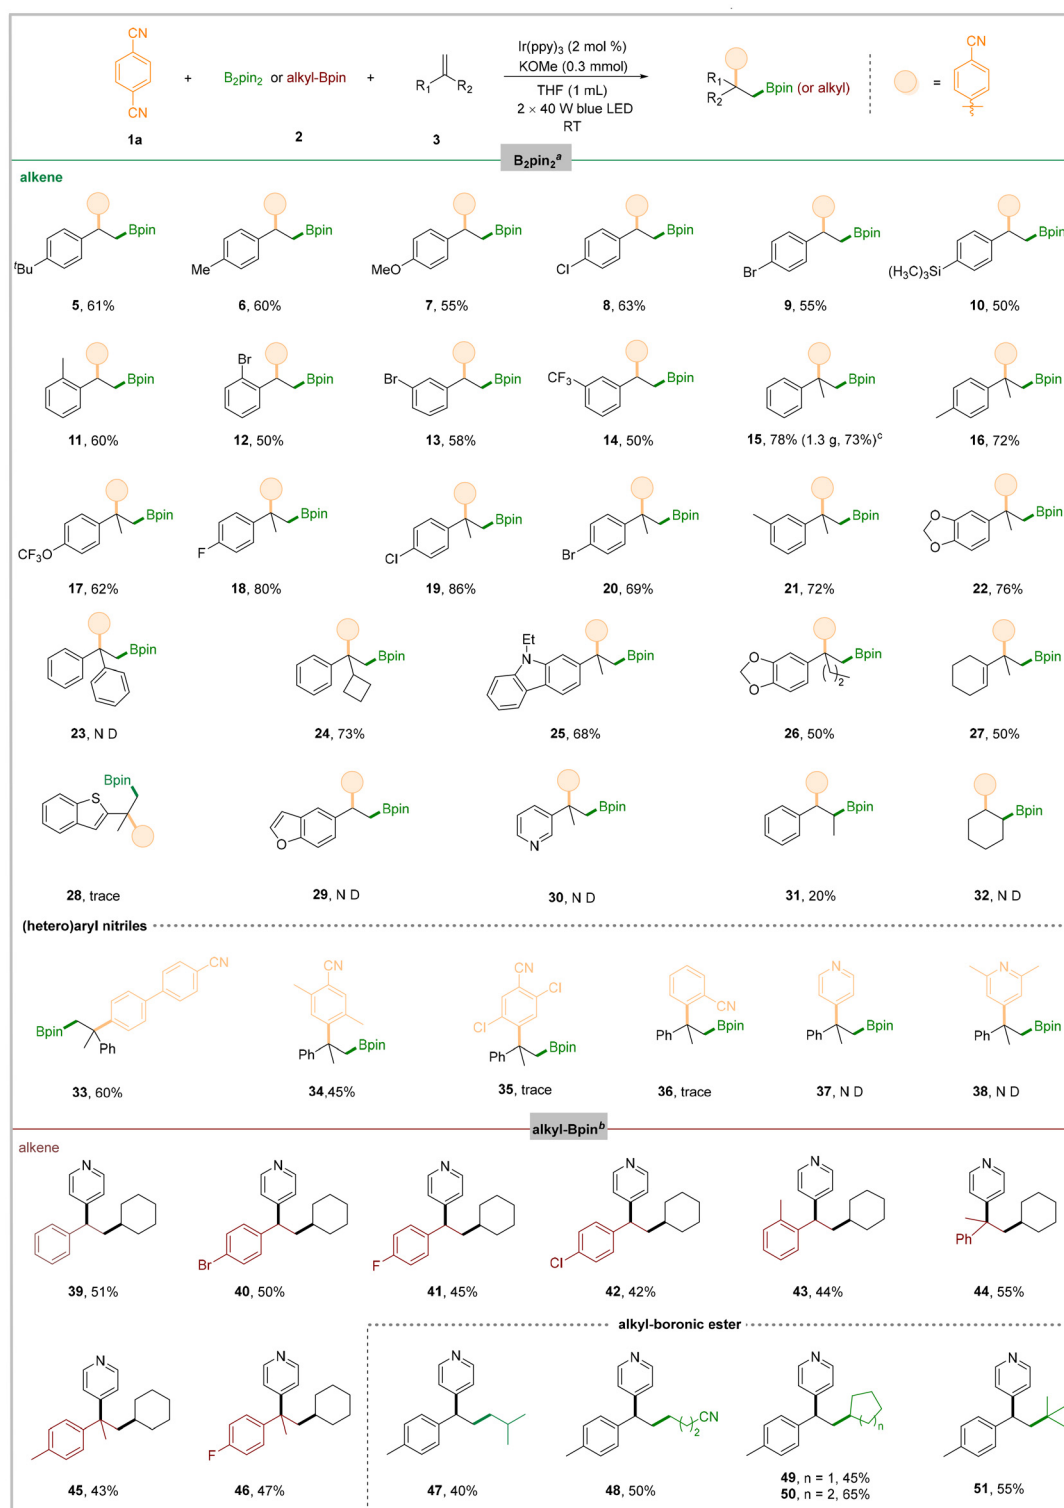 CN
CN
1a
+
B2pin2 or alkyl-Bpin
2
+
R1 R2
3
Ir(ppy)3 (2 mol %)
KOMe (0.3 mmol)
THF (1 mL)
2 × 40 W blue LED
RT
R1
R2
Bpin (or alkyl)
=
CN
B2pin2a
alkene
Bpin Bpin Bpin Bpin Bpin Bpin
tBu Me MeO Cl Br (H3C)3Si
5, 61% 6, 60% 7, 55% 8, 63% 9, 55% 10, 50%
Br Br CF3
Bpin Bpin Bpin Bpin Bpin Bpin
11, 60% 12, 50% 13, 58% 14, 50% 15, 78% (1.3 g, 73%)c 16, 72%
Bpin Bpin Bpin Bpin Bpin Bpin
CF3O F Cl Br O O
17, 62% 18, 80% 19, 86% 20, 69% 21, 72% 22, 76%
Et
N
Bpin Bpin Bpin Bpin Bpin
O O 2
23, N D 24, 73% 25, 68% 26, 50% 27, 50%
Bpin
S
Bpin Bpin Bpin Bpin
O N
28, trace 29, N D 30, N D 31, 20% 32, N D
(hetero)aryl nitriles
CN CN CN Cl Cl CN N N
Bpin Ph Ph Bpin Ph Bpin Ph Bpin Ph Bpin Ph Bpin
33, 60% 34,45% 35, trace 36, trace 37, N D 38, N D
alkyl-Bpinb
alkene
N N N N N N
Br F Cl Ph
39, 51% 40, 50% 41, 45% 42, 42% 43, 44% 44, 55%
alkyl-boronic ester
N N N N N N
F 2 CN n
45, 43% 46, 47% 47, 40% 48, 50% 49, n = 1, 45% 51, 55%
50, n = 2, 65%